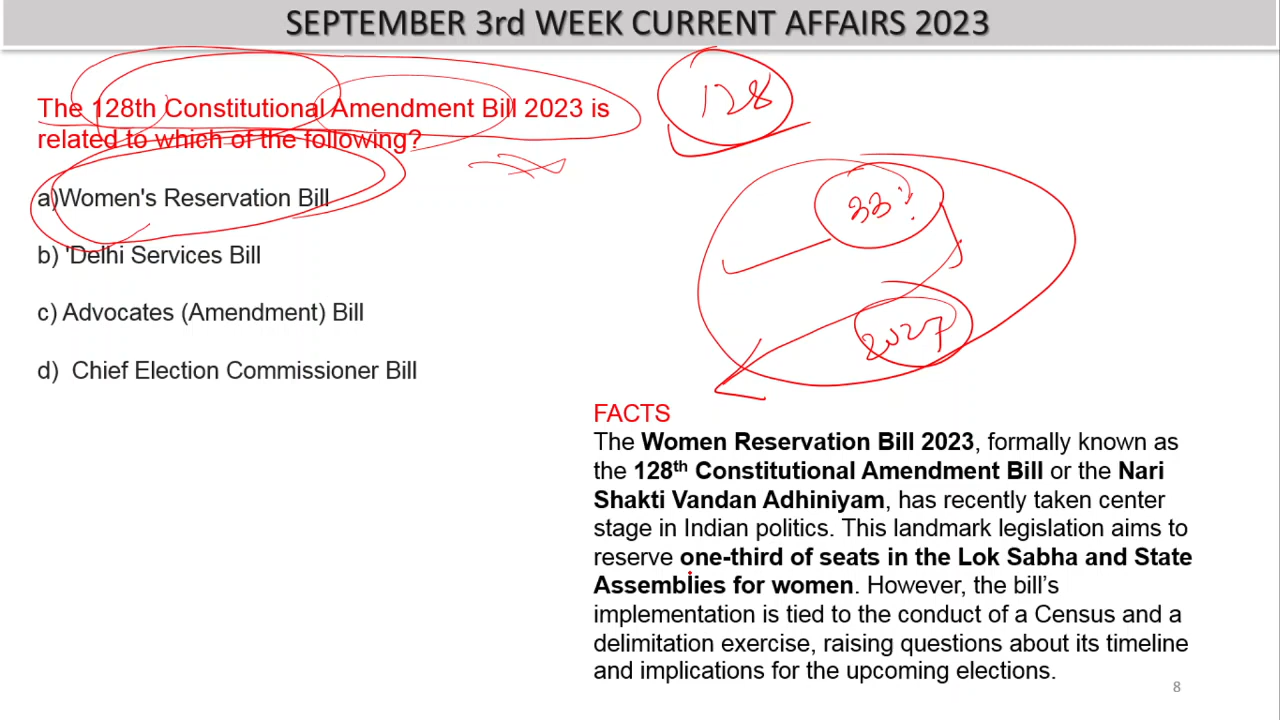 SEPTEMBER 3rd WEEK CURRENT AFFAIRS 2023
The 128th Constitutional Amendment Bill 2023 is
related to which of the following?
128
a)Women's Reservation Bill
33%
b) 'Delhi Services Bill
c) Advocates (Amendment) Bill
2027
d) Chief Election Commissioner Bill
FACTS
The Women Reservation Bill 2023, formally known as
the 128th Constitutional Amendment Bill or the Nari
Shakti Vandan Adhiniyam, has recently taken center
stage in Indian politics. This landmark legislation aims to
reserve one-third of seats in the Lok Sabha and State
Assemblies for women. However, the bill’s
implementation is tied to the conduct of a Census and a
delimitation exercise, raising questions about its timeline
and implications for the upcoming elections.
8